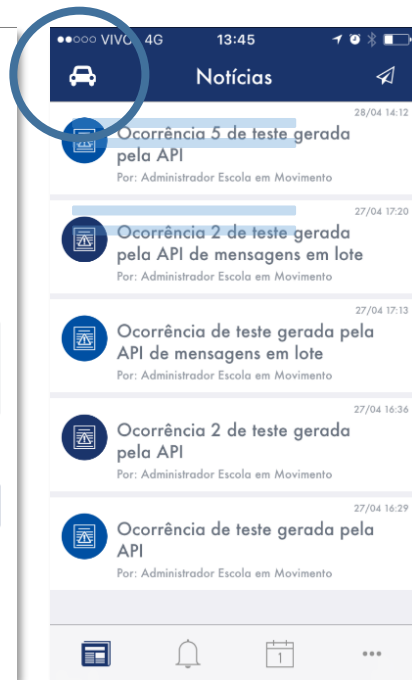 VIVO 4G 13:45
Notícias
28/04 14:12
Ocorrência 5 de teste gerada
pela API
Por: Administrador Escola em Movimento
27/04 17:20
Ocorrência 2 de teste gerada
pela API de mensagens em lote
Por: Administrador Escola em Movimento
27/04 17:13
Ocorrência de teste gerada pela
API de mensagens em lote
Por: Administrador Escola em Movimento
27/04 16:36
Ocorrência 2 de teste gerada
pela API
Por: Administrador Escola em Movimento
27/04 16:29
Ocorrência de teste gerada pela
API
Por: Administrador Escola em Movimento
1